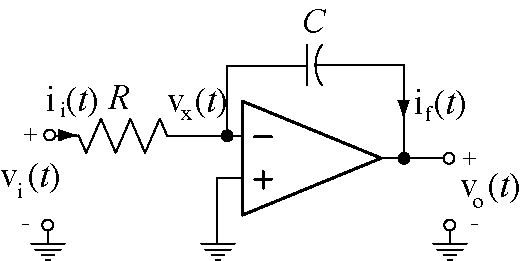 C
i_i(t) R v_x(t) i_f(t)
+ − +
v_i(t) + v_o(t)
- -